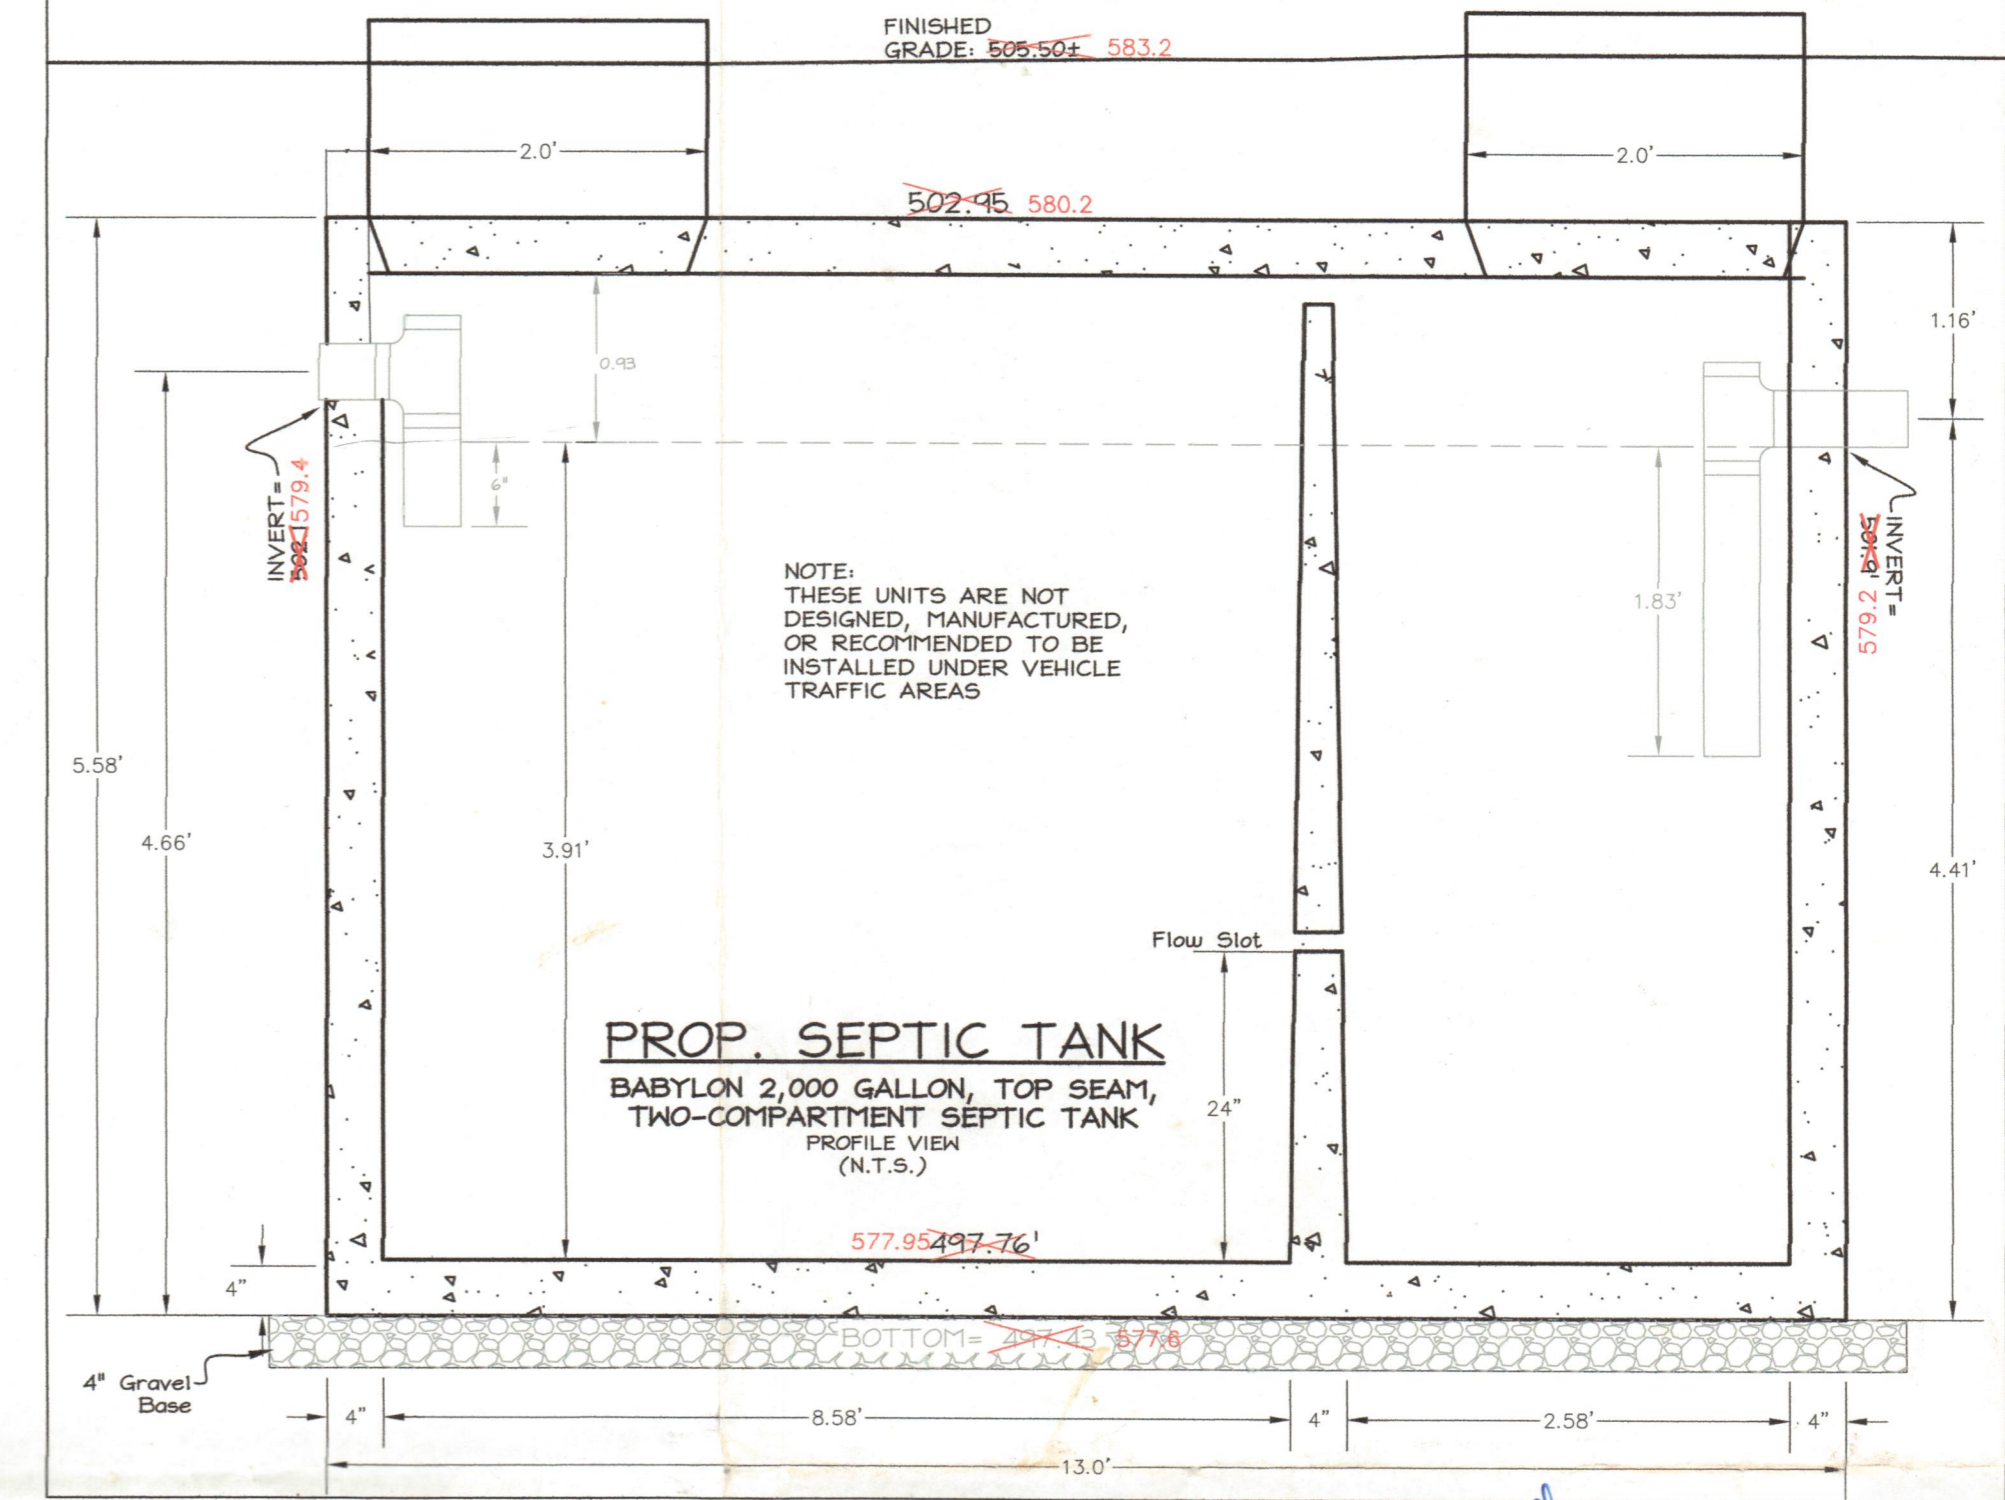 FINISHED
GRADE: 505.50± 583.2
2.0'
2.0'
502.95 580.2
1.16'
0.93
6"
INVERT=
502.1 579.4
INVERT=
501.9' 579.2
NOTE:
THESE UNITS ARE NOT
DESIGNED, MANUFACTURED,
OR RECOMMENDED TO BE
INSTALLED UNDER VEHICLE
TRAFFIC AREAS
1.83'
5.58'
4.66'
3.91'
4.41'
Flow Slot
PROP. SEPTIC TANK
BABYLON 2,000 GALLON, TOP SEAM,
TWO-COMPARTMENT SEPTIC TANK
PROFILE VIEW
(N.T.S.)
24"
577.95 497.76'
4"
BOTTOM= 497.43 577.6
4" Gravel
Base
4"
8.58'
4"
2.58'
4"
13.0'